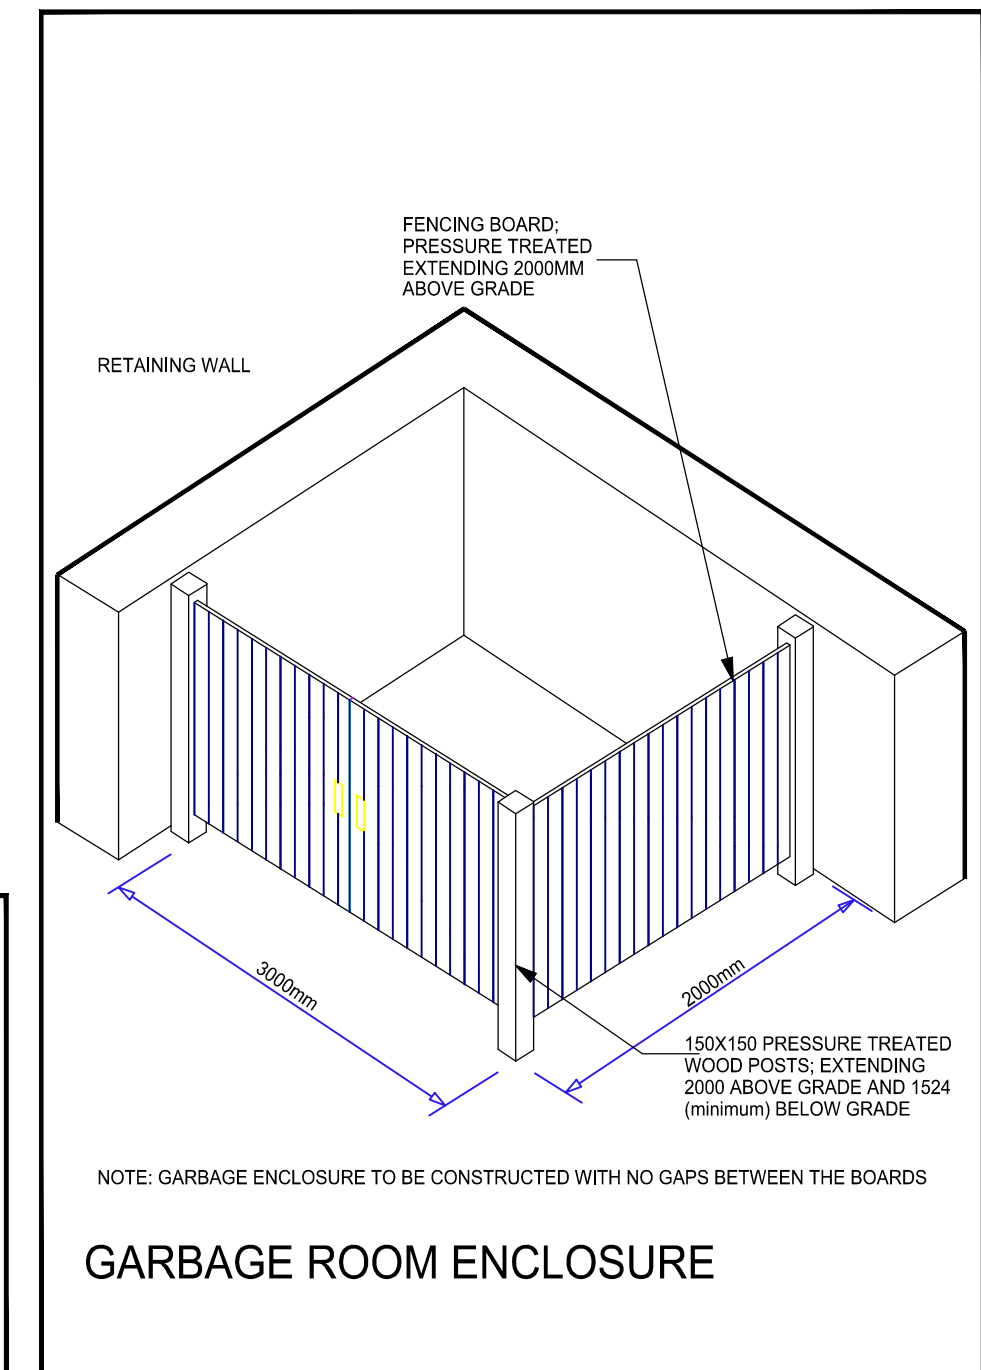 FENCING BOARD;
PRESSURE TREATED
EXTENDING 2000MM
ABOVE GRADE
RETAINING WALL
3000mm
2000mm
150X150 PRESSURE TREATED
WOOD POSTS; EXTENDING
2000 ABOVE GRADE AND 1524
(minimum) BELOW GRADE
NOTE: GARBAGE ENCLOSURE TO BE CONSTRUCTED WITH NO GAPS BETWEEN THE BOARDS
GARBAGE ROOM ENCLOSURE